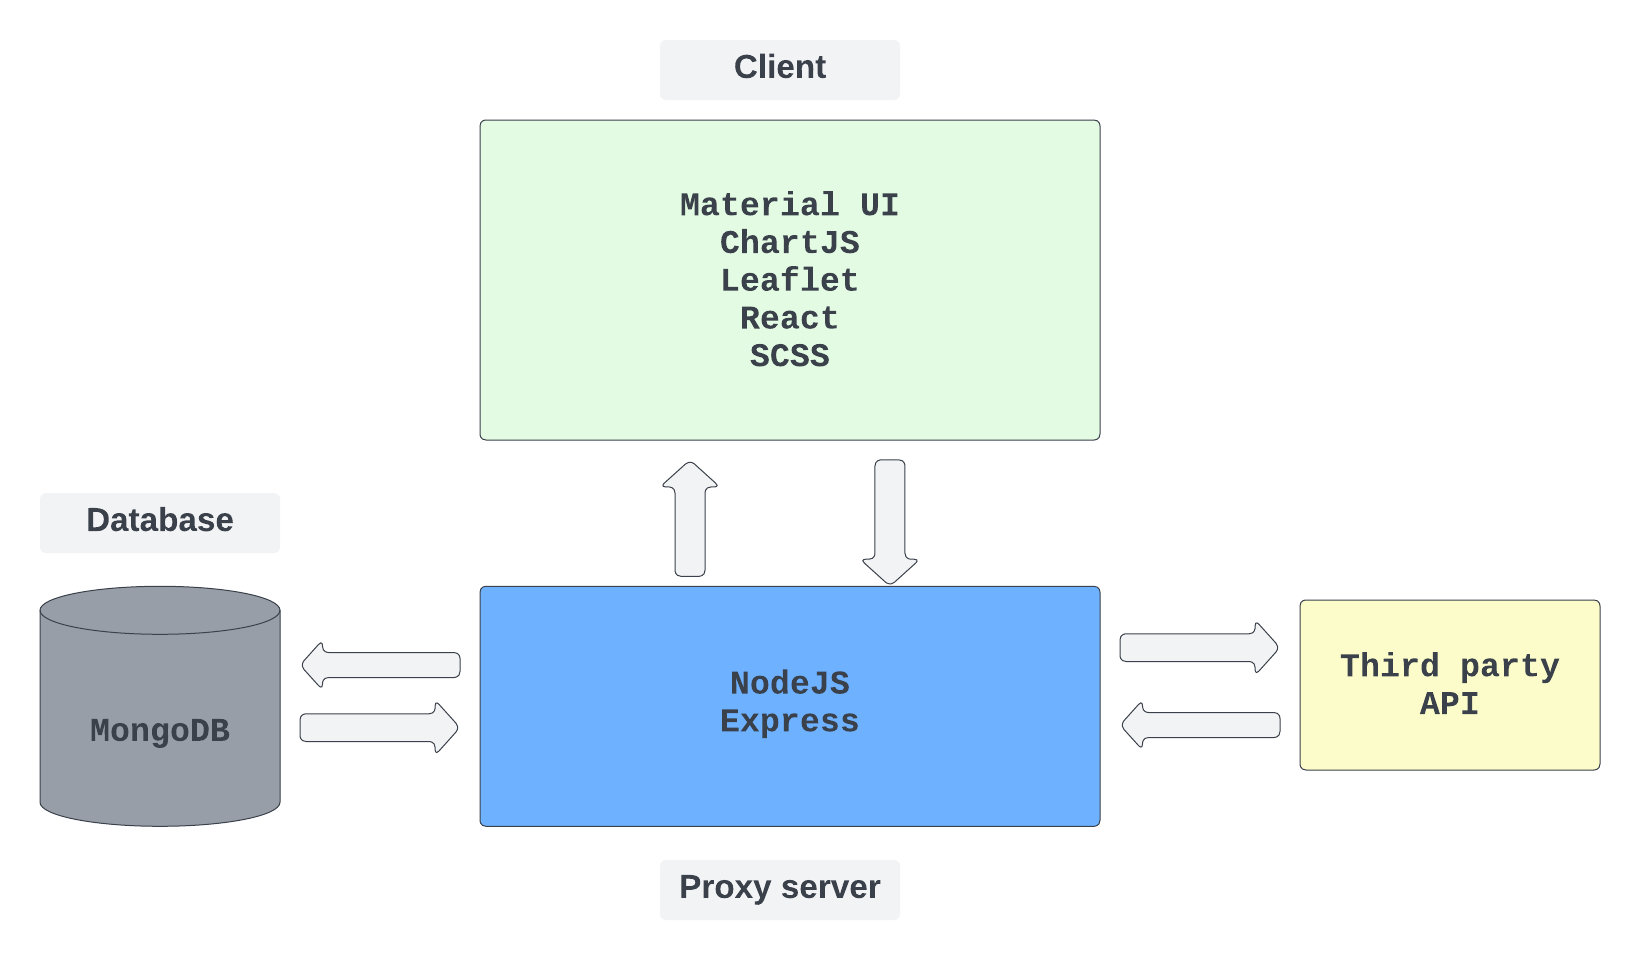 Client
Material UI
ChartJS
Leaflet
React
SCSS
Database
MongoDB
NodeJS
Express
Third party
API
Proxy server